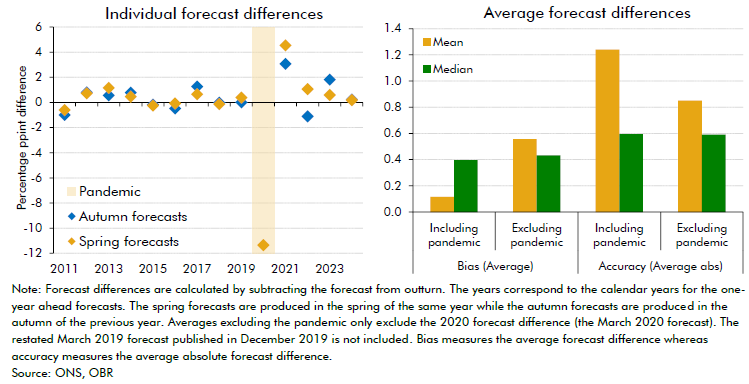 Individual forecast differences
Percentage ppint difference
6
4
2
0
-2
-4
-6
-8
-10
-12
Pandemic
Autumn forecasts
Spring forecasts
2011 2013 2015 2017 2019 2021 2023
Average forecast differences
1.4
1.2
1.0
0.8
0.6
0.4
0.2
0.0
Mean
Median
Including pandemic
Excluding pandemic
Including pandemic
Excluding pandemic
Bias (Average)
Accuracy (Average abs)
Note: Forecast differences are calculated by subtracting the forecast from outturn. The years correspond to the calendar years for the one-
year ahead forecasts. The spring forecasts are produced in the spring of the same year while the autumn forecasts are produced in the
autumn of the previous year. Averages excluding the pandemic only exclude the 2020 forecast difference (the March 2020 forecast). The
restated March 2019 forecast published in December 2019 is not included. Bias measures the average forecast difference whereas
accuracy measures the average absolute forecast difference.
Source: ONS, OBR